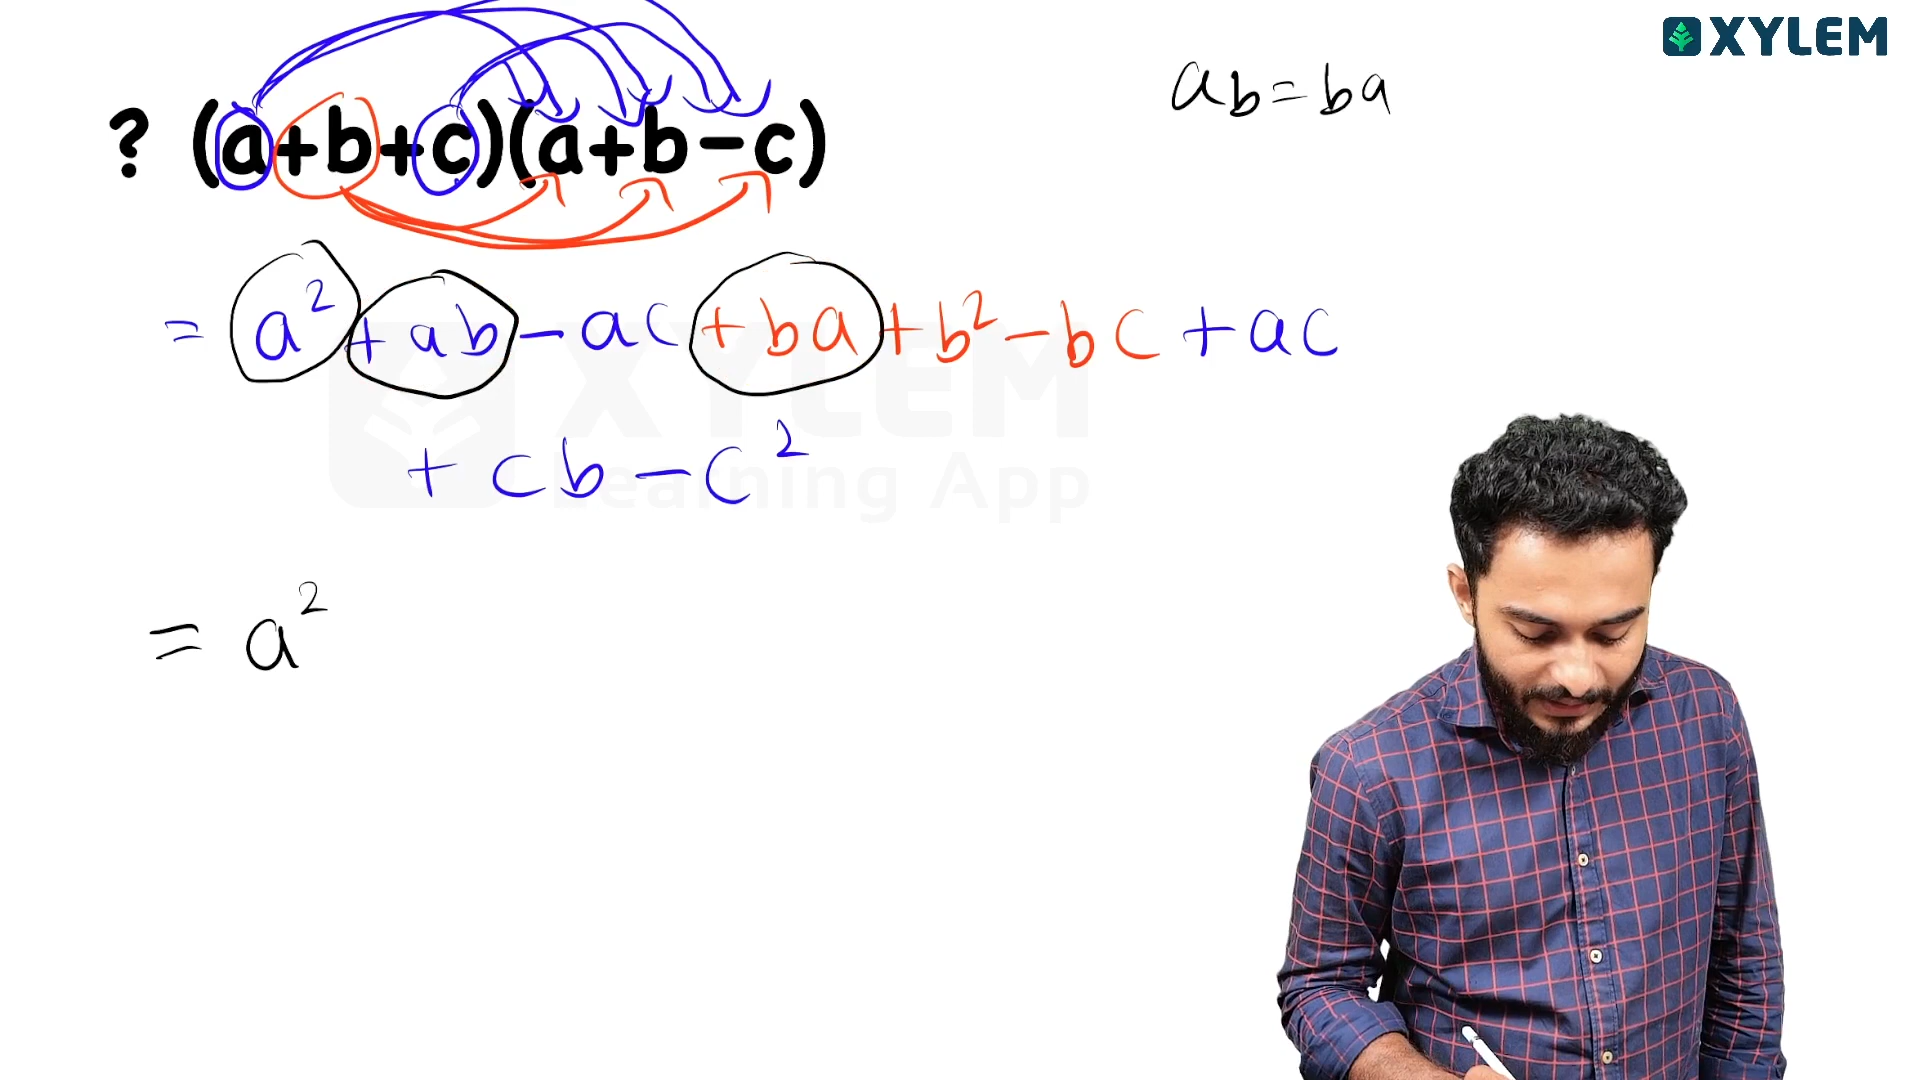 XYLEM
ab=ba
? (a+b+c)(a+b-c)
= a² + ab - ac + ba + b² - bc + ac
+ cb - c²
XYLEM
Learning App
= a²